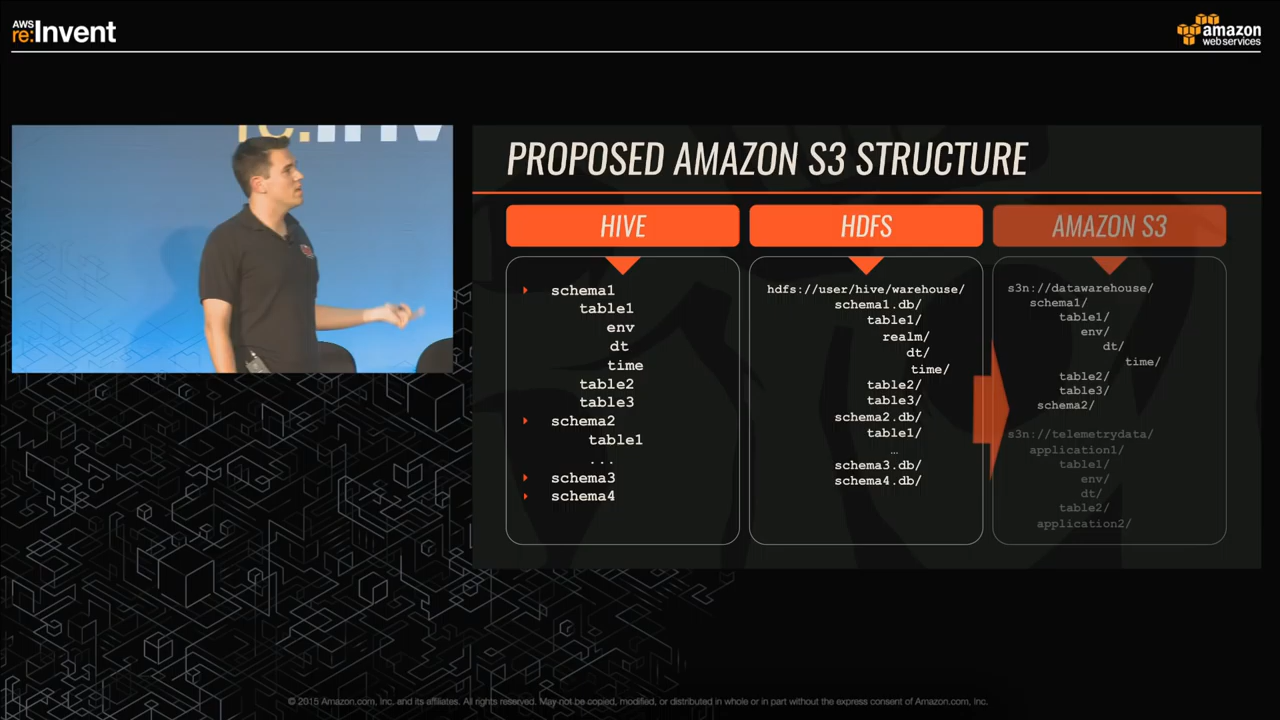 AWS
re:Invent
amazon
web services
re:Inv
PROPOSED AMAZON S3 STRUCTURE
HIVE
schema1
table1
env
dt
time
table2
table3
schema2
table1
...
schema3
schema4
HDFS
hdfs://user/hive/warehouse/
schema1.db/
table1/
realm/
dt/
time/
table2/
table3/
schema2.db/
table1/
…
schema3.db/
schema4.db/
AMAZON S3
s3n://datawarehouse/
schema1/
table1/
env/
dt/
time/
table2/
table3/
schema2/
s3n://telemetrydata/
application1/
table1/
env/
dt/
table2/
application2/
© 2015 Amazon.com, Inc. and its affiliates. All rights reserved. May not be copied, modified, or distributed in whole or in part without the express consent of Amazon.com, Inc.